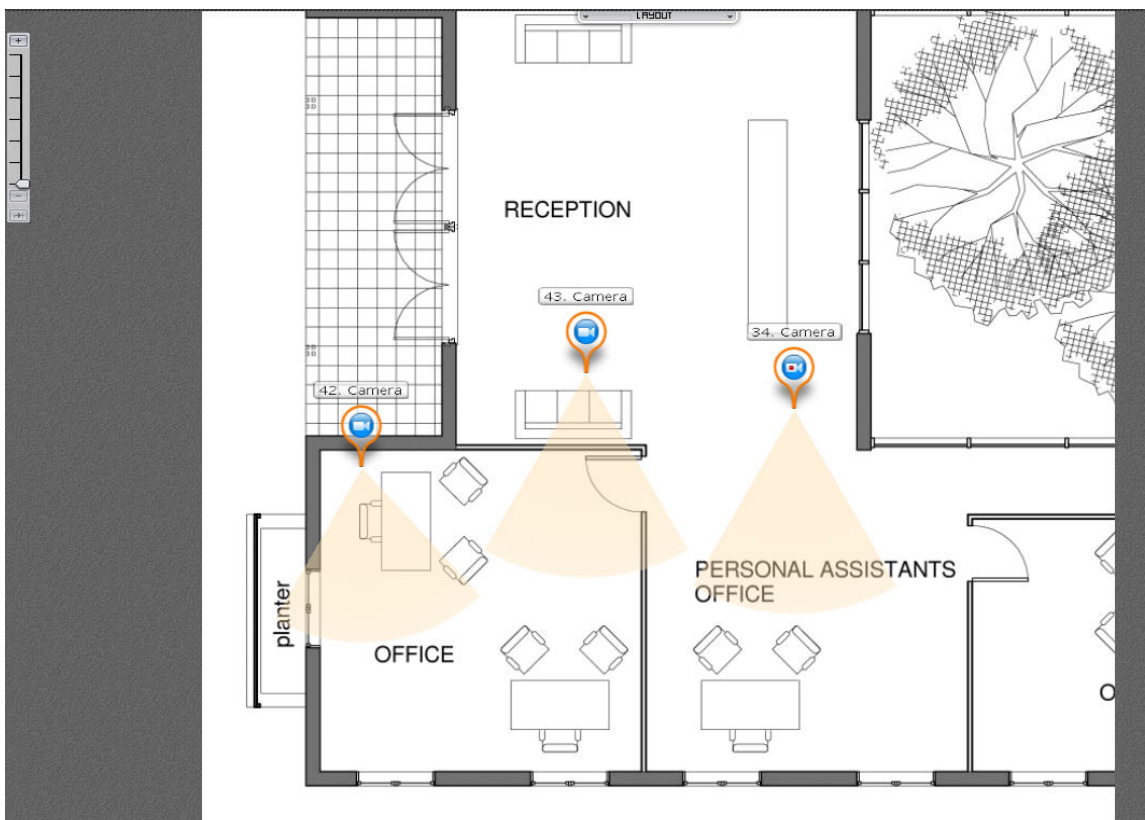 LAYOUT
RECEPTION
43. Camera
34. Camera
42. Camera
PERSONAL ASSISTANTS
OFFICE
planter
OFFICE
O